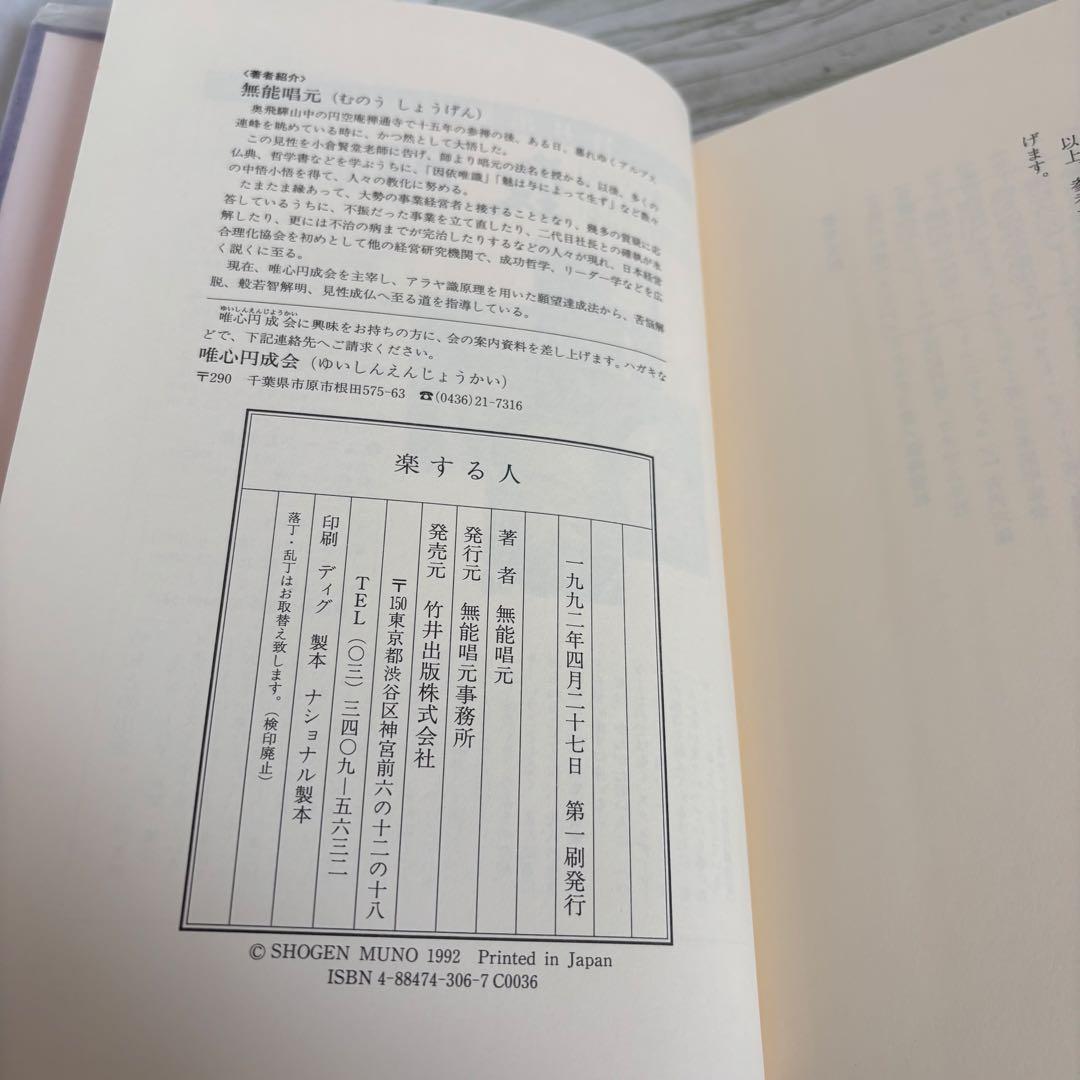 〈著者紹介〉
無能唱元（むのう しょうげん）
奥飛騨山中の円空庵禅通寺で十五年の参禅の後、ある日、暮れゆくアルプス
連峰を眺めている時に、かつ然として大悟した。
この見性を小倉賢堂老師に告げ、師より唱元の法名を授かる。以後、多くの
仏典、哲学書などを学ぶうちに、「因依唯識」「魅は与によって生ず」など数々
の中悟小悟を得て、人々の教化に努める。
たまたま縁あって、大勢の事業経営者と接することとなり、幾多の質疑に応
答しているうちに、不振だった事業を立て直したり、二代目社長との確執が氷
解したり、更には不治の病までが完治したりするなどの人々が現れ、日本経営
合理化協会を初めとして他の経営研究機関で、成功哲学、リーダー学などを広
く説くに至る。
現在、唯心円成会を主宰し、アラヤ識原理を用いた願望達成法から、苦悩解
脱、般若智解明、見性成仏へ至る道を指導している。
ゆいしんえんじょうかい
唯心円成会に興味をお持ちの方に、会の案内資料を差し上げます。ハガキな
どで、下記連絡先へご請求ください。
唯心円成会（ゆいしんえんじょうかい）
〒290 千葉県市原市根田575-63 ☎(0436)21-7316
楽する人
一九九二年四月二十七日 第一刷発行
著者 無能唱元
発行元 無能唱元事務所
発売元 竹井出版株式会社
〒150東京都渋谷区神宮前六の十二の十八
TEL（〇三）三四〇九―五六三二
印刷 ディグ 製本 ナショナル製本
落丁・乱丁はお取替え致します。（検印廃止）
© SHOGEN MUNO 1992 Printed in Japan
ISBN 4-88474-306-7 C0036
以上
げます。